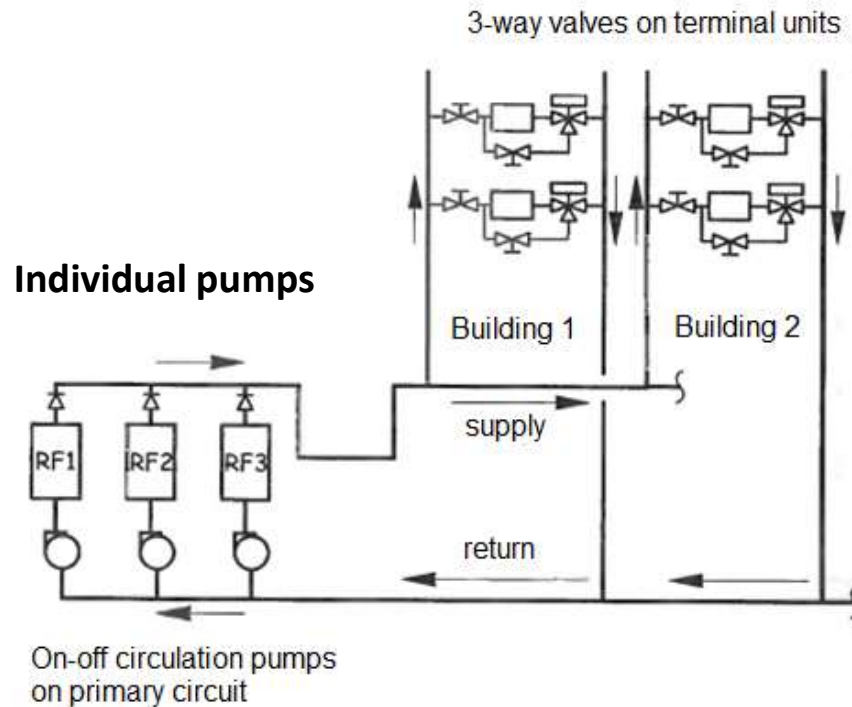 3-way valves on terminal units
Individual pumps
Building 1
Building 2
supply
RF1
RF2
RF3
return
On-off circulation pumps
on primary circuit